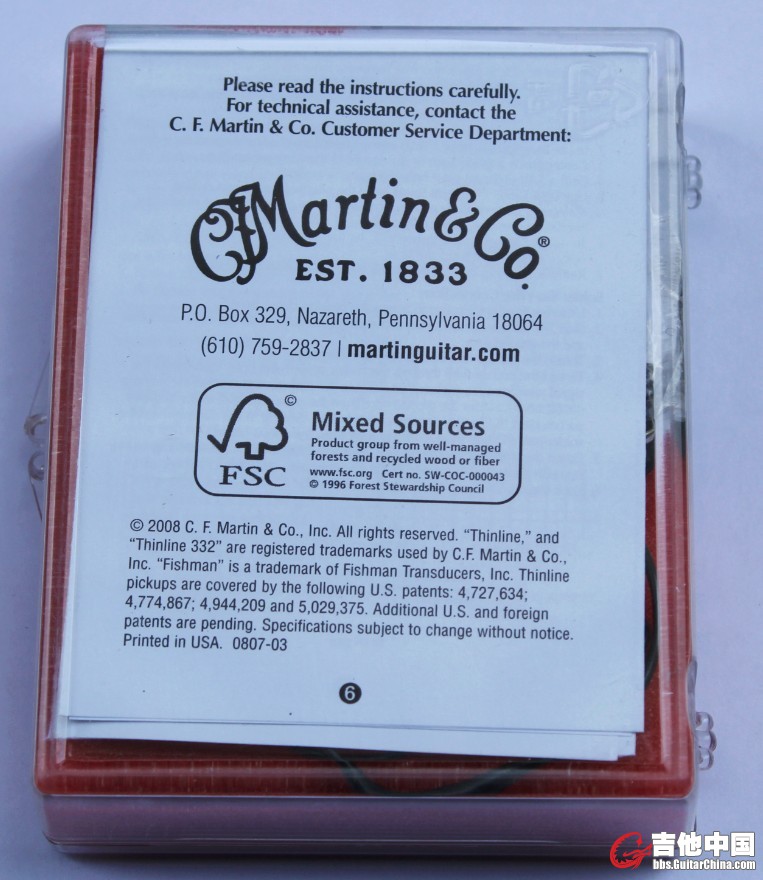 Please read the instructions carefully.
For technical assistance, contact the
C. F. Martin & Co. Customer Service Department:
CFMartin & Co.®
EST. 1833
P.O. Box 329, Nazareth, Pennsylvania 18064
(610) 759-2837 | martinguitar.com
©
FSC
Mixed Sources
Product group from well-managed
forests and recycled wood or fiber
www.fsc.org Cert no. SW-COC-000043
© 1996 Forest Stewardship Council
© 2008 C. F. Martin & Co., Inc. All rights reserved. “Thinline,” and
“Thinline 332” are registered trademarks used by C.F. Martin & Co.,
Inc. “Fishman” is a trademark of Fishman Transducers, Inc. Thinline
pickups are covered by the following U.S. patents: 4,727,634;
4,774,867; 4,944,209 and 5,029,375. Additional U.S. and foreign
patents are pending. Specifications subject to change without notice.
Printed in USA. 0807-03
6
吉他中国
bbs.GuitarChina.com